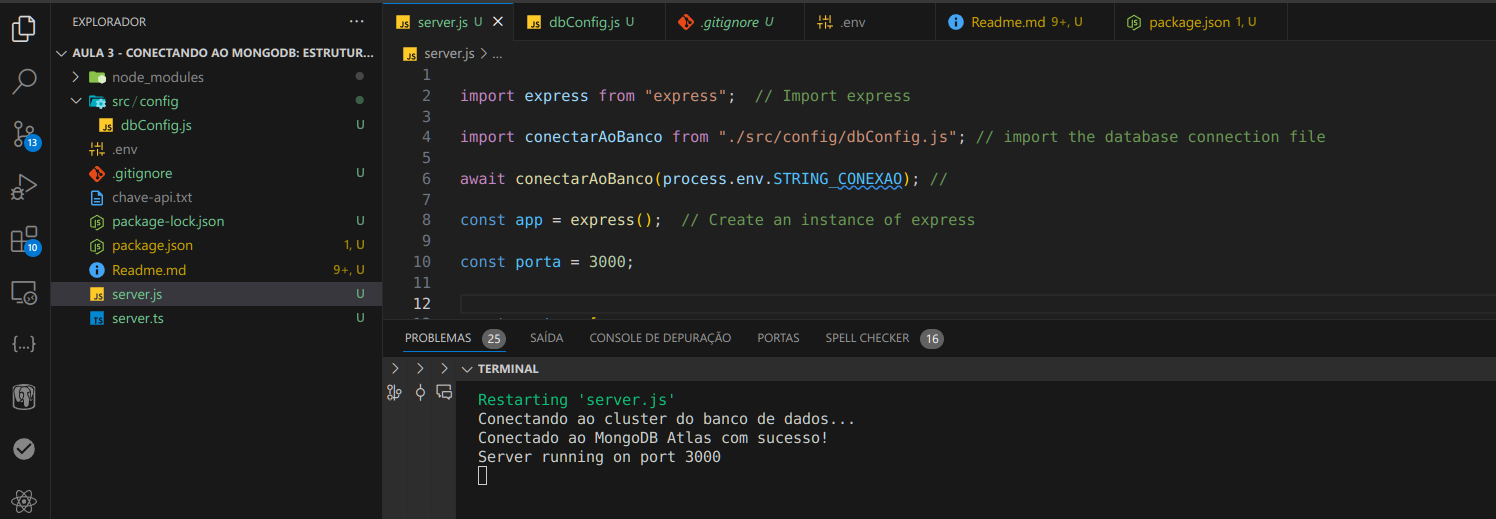 EXPLORADOR
AULA 3 - CONECTANDO AO MONGODB: ESTRUTUR...
node_modules
src / config
dbConfig.js U
.env
.gitignore U
chave-api.txt
package-lock.json U
package.json 1, U
Readme.md 9+, U
server.js U
server.ts U
13
10
server.js U
dbConfig.js U
.gitignore U
.env
Readme.md 9+, U
package.json 1, U
server.js > ...
1
2 import express from "express";  // Import express
3
4 import conectarAoBanco from "./src/config/dbConfig.js"; // import the database connection file
5
6 await conectarAoBanco(process.env.STRING_CONEXAO); //
7
8 const app = express();  // Create an instance of express
9
10 const porta = 3000;
11
12
PROBLEMAS 25
SAÍDA
CONSOLE DE DEPURAÇÃO
PORTAS
SPELL CHECKER 16
TERMINAL
Restarting 'server.js'
Conectando ao cluster do banco de dados...
Conectado ao MongoDB Atlas com sucesso!
Server running on port 3000